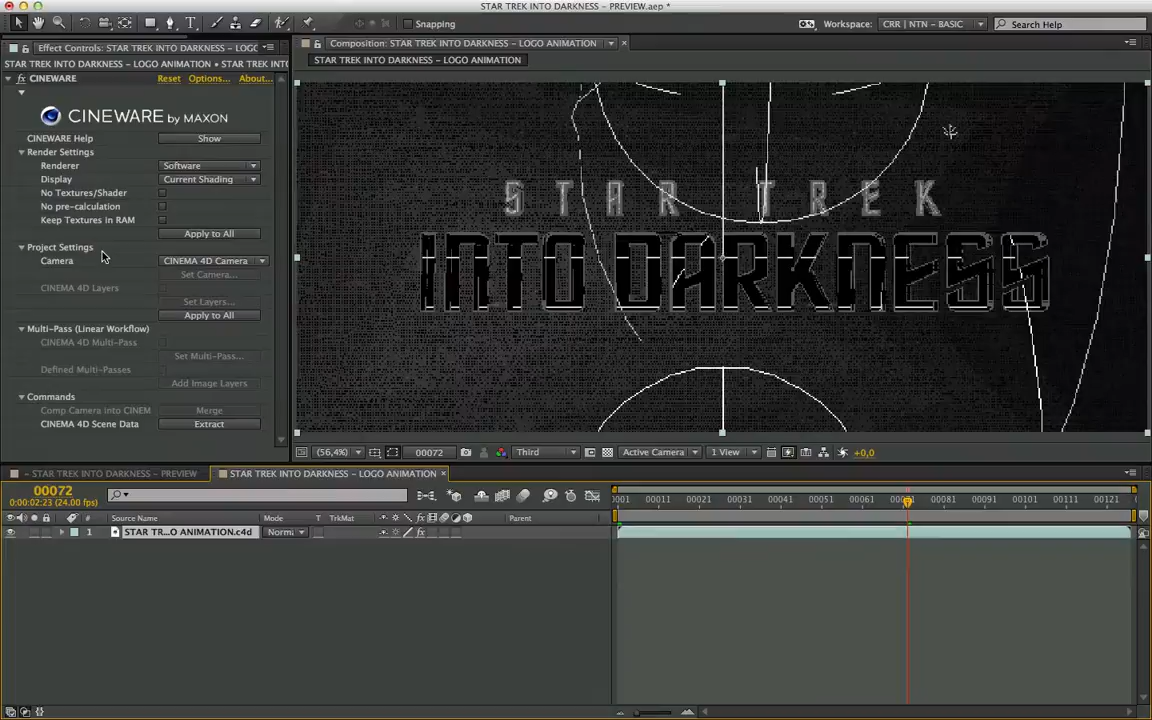 STAR TREK INTO DARKNESS – PREVIEW.aep *
Snapping
Workspace: CRR | NTN – BASIC
Search Help
Effect Controls: STAR TREK INTO DARKNESS – LOGO
Composition: STAR TREK INTO DARKNESS – LOGO ANIMATION
STAR TREK INTO DARKNESS – LOGO ANIMATION • STAR TREK INTO
STAR TREK INTO DARKNESS – LOGO ANIMATION
fx CINEWARE Reset Options... About...
CINEWARE by MAXON
CINEWARE Help Show
Render Settings
Renderer Software
Display Current Shading
No Textures/Shader
No pre-calculation
Keep Textures in RAM
Apply to All
Project Settings
Camera CINEMA 4D Camera
Set Camera...
CINEMA 4D Layers
Set Layers...
Apply to All
Multi-Pass (Linear Workflow)
CINEMA 4D Multi-Pass
Set Multi-Pass...
Defined Multi-Passes
Add Image Layers
Commands
Comp Camera into CINEM Merge
CINEMA 4D Scene Data Extract
STAR TREK
INTO DARKNESS
(56,4%) 00072 Third Active Camera 1 View +0,0
– STAR TREK INTO DARKNESS – PREVIEW
STAR TREK INTO DARKNESS – LOGO ANIMATION
00072
0:00:02:23 (24.00 fps)
00011 00021 00031 00041 00051 00061 00081 00091 00101 00111 00121
# Source Name Mode T TrkMat fx Parent
1 STAR TR...O ANIMATION.c4d Norma fx